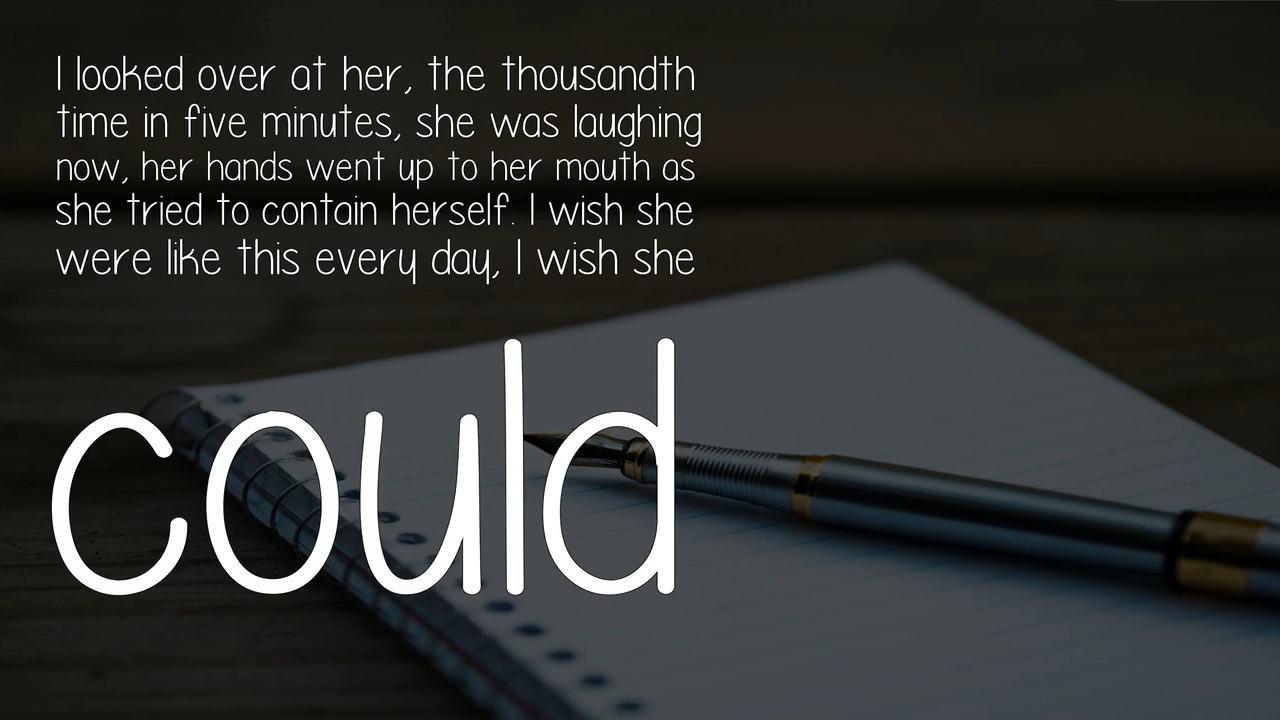 I looked over at her, the thousandth
time in five minutes, she was laughing
now, her hands went up to her mouth as
she tried to contain herself. I wish she
were like this every day, I wish she
could